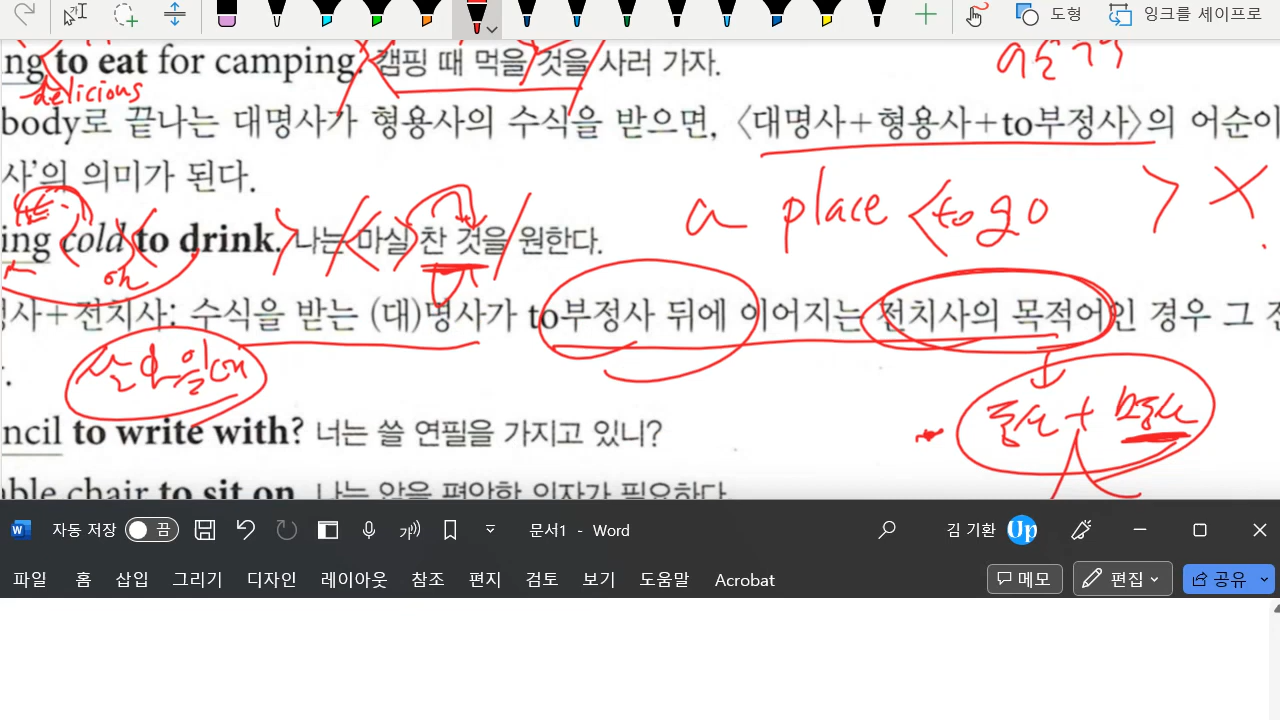 도형
잉크를 셰이프로
ing to eat for camping. 캠핑 때 먹을 것을 사러 가자.
delicious
body로 끝나는 대명사가 형용사의 수식을 받으면, 〈대명사+형용사+to부정사〉의 어순이
사'의 의미가 된다.
a place to go
ing cold to drink. 나는 마실 찬 것을 원한다.
명사+전치사: 수식을 받는 (대)명사가 to부정사 뒤에 이어지는 전치사의 목적어인 경우 그 전
.
ncil to write with? 너는 쓸 연필을 가지고 있니?
able chair to sit on. 나는 앉을 편안한 의자가 필요하다.
자동 저장 끔 문서1 - Word 김 기환 Up
파일 홈 삽입 그리기 디자인 레이아웃 참조 편지 검토 보기 도움말 Acrobat 메모 편집 공유